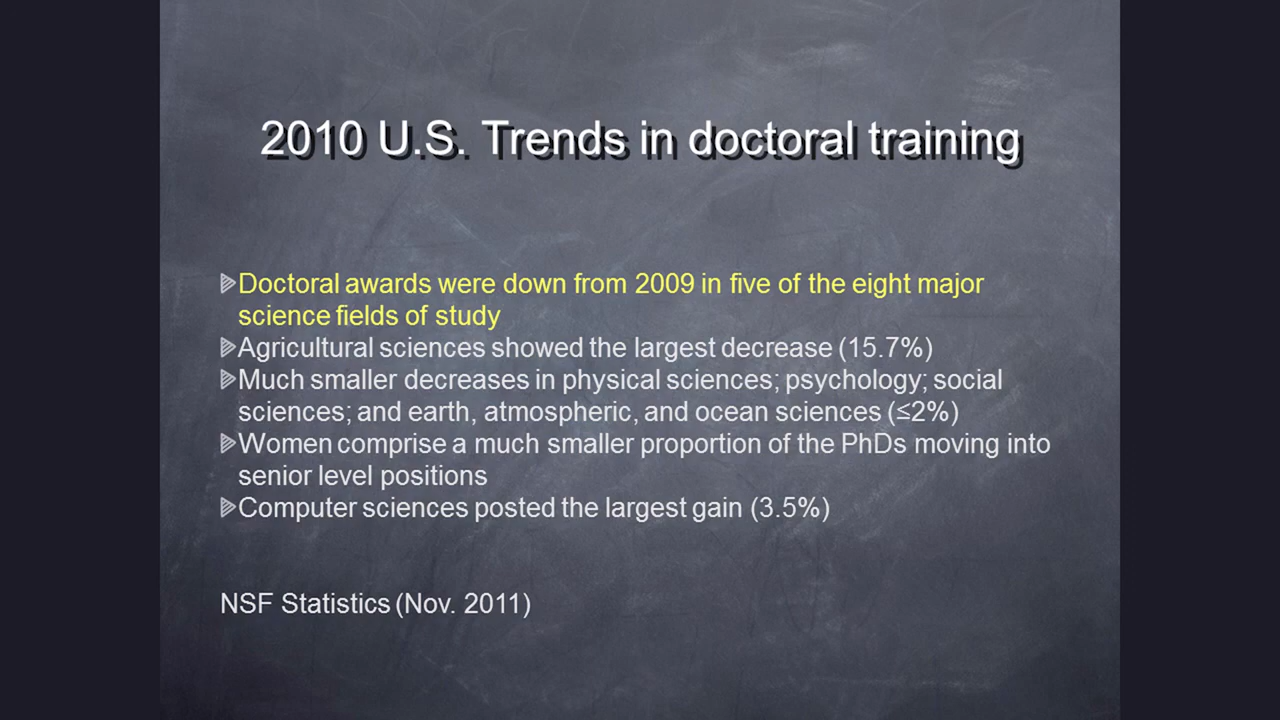 2010 U.S. Trends in doctoral training
Doctoral awards were down from 2009 in five of the eight major
science fields of study
Agricultural sciences showed the largest decrease (15.7%)
Much smaller decreases in physical sciences; psychology; social
sciences; and earth, atmospheric, and ocean sciences (≤2%)
Women comprise a much smaller proportion of the PhDs moving into
senior level positions
Computer sciences posted the largest gain (3.5%)
NSF Statistics (Nov. 2011)